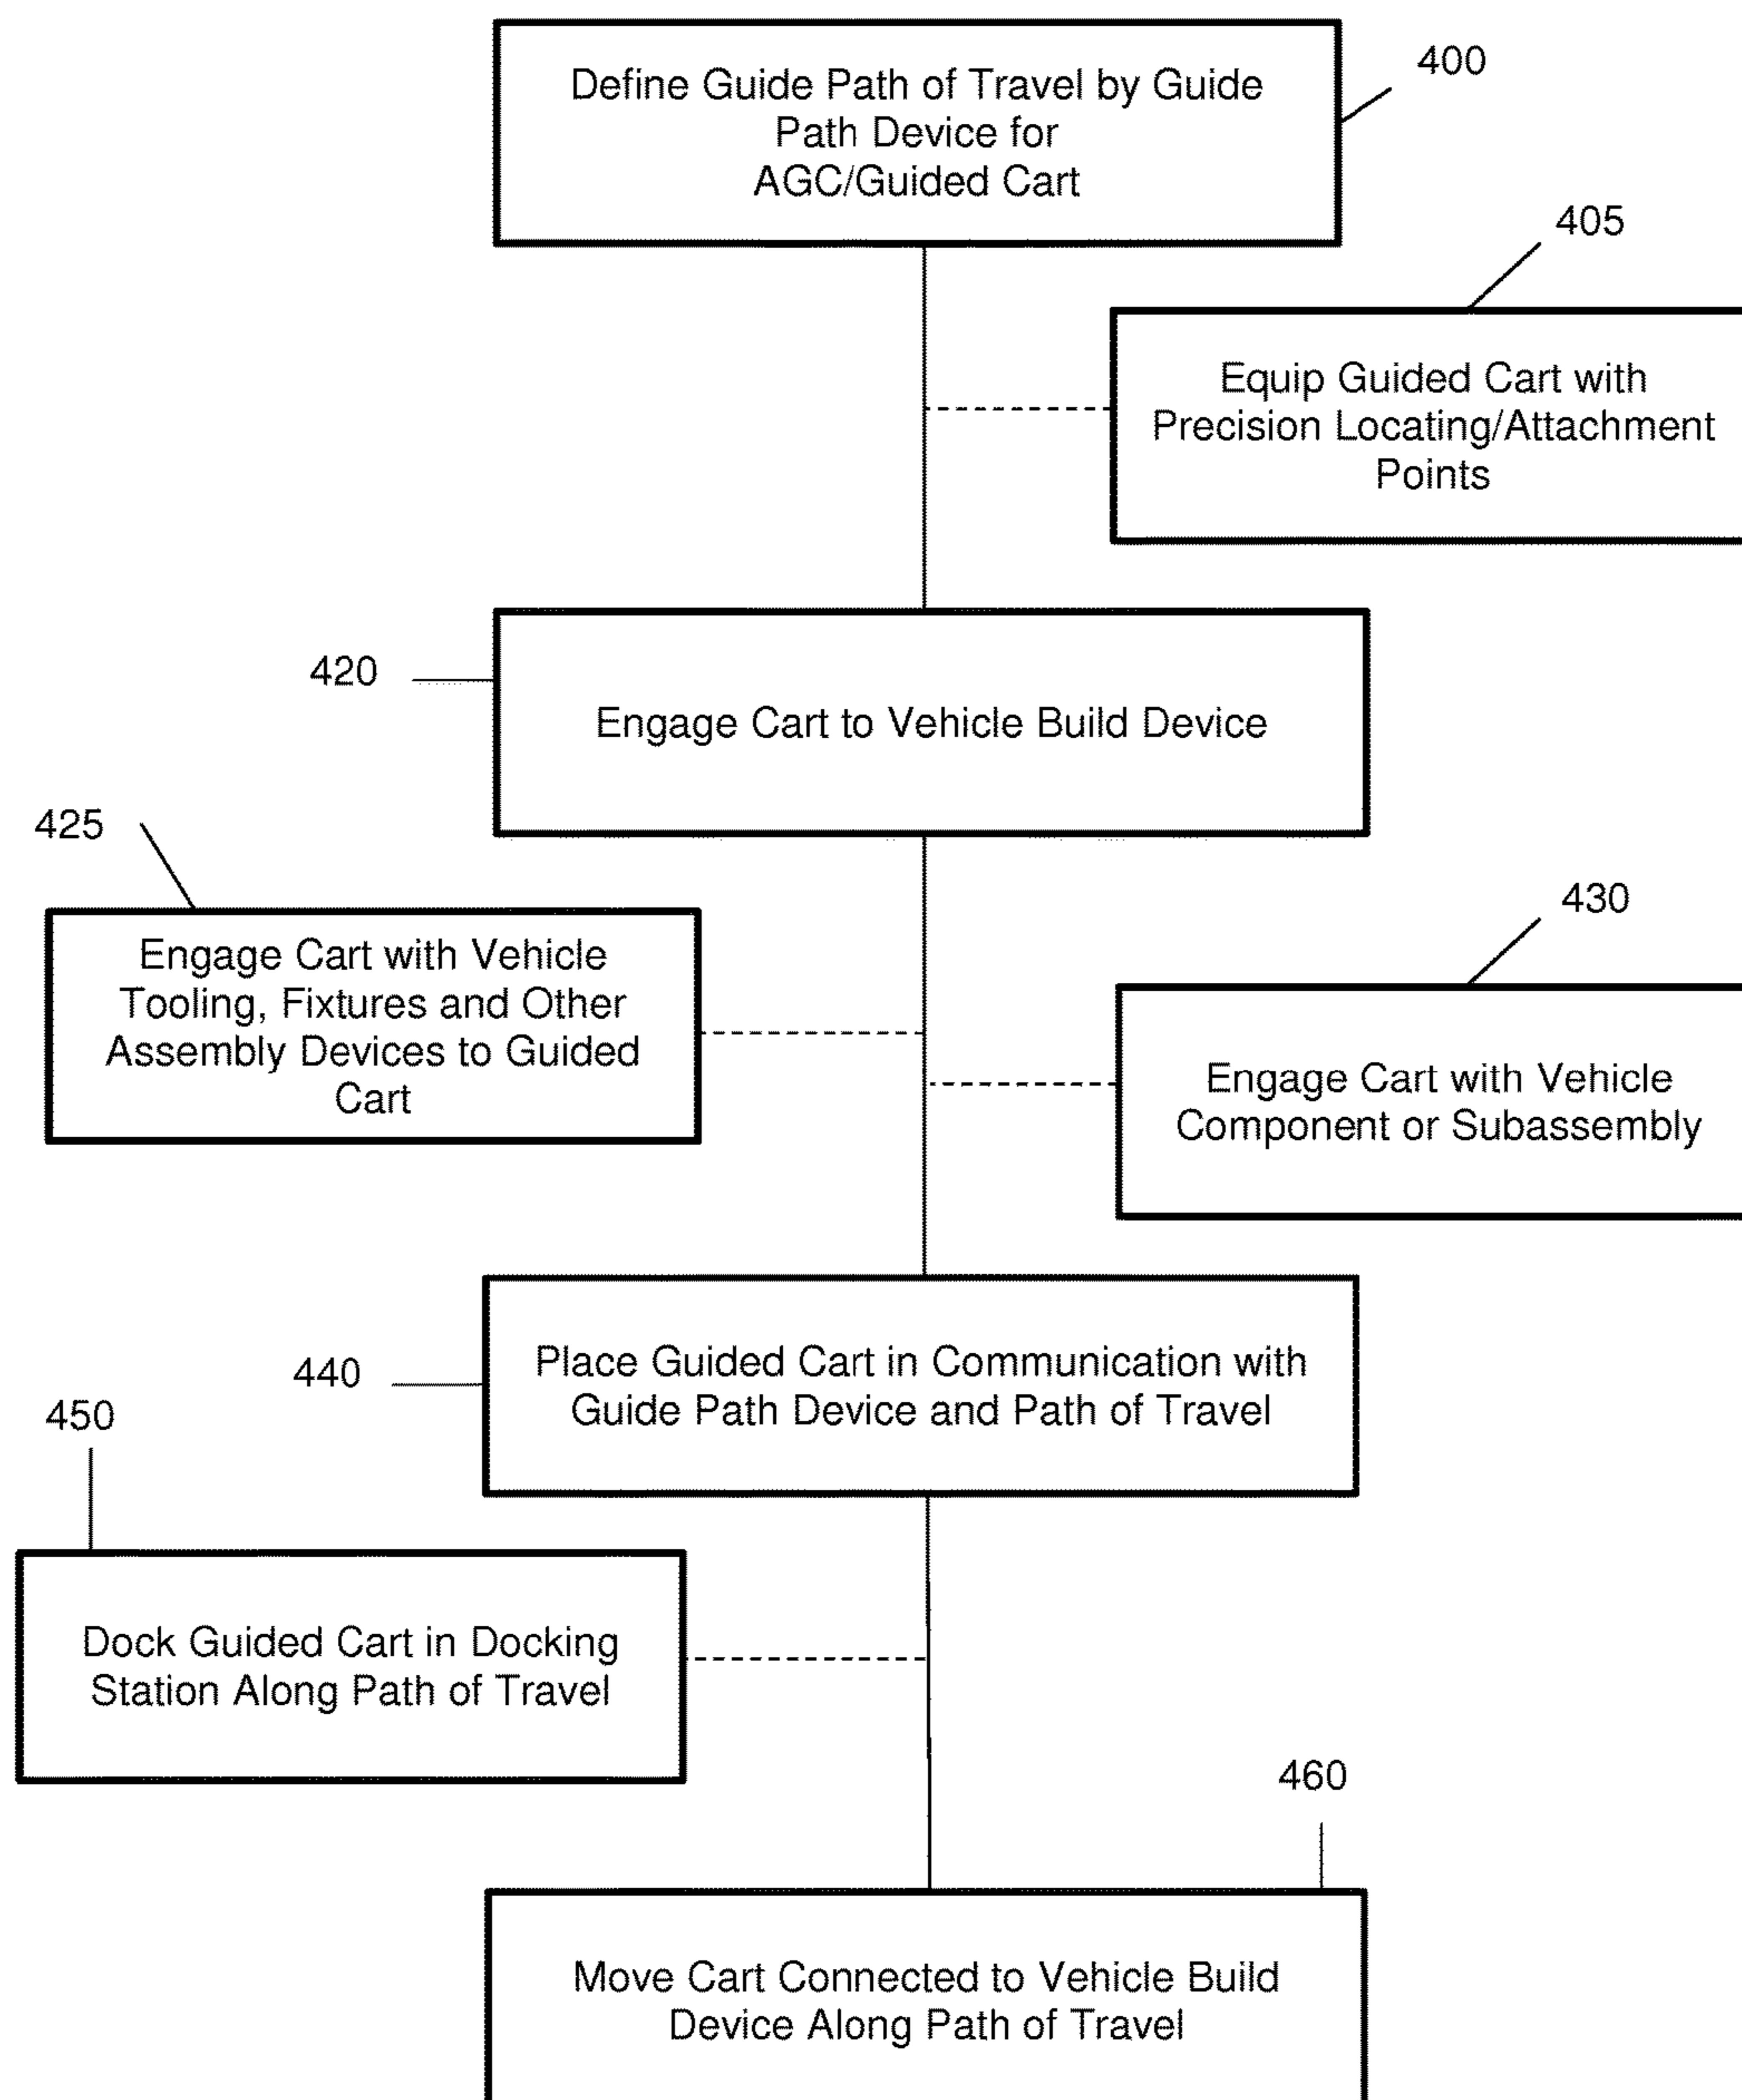 Define Guide Path of Travel by Guide
Path Device for
AGC/Guided Cart
400
405
Equip Guided Cart with
Precision Locating/Attachment
Points
420
Engage Cart to Vehicle Build Device
425
Engage Cart with Vehicle
Tooling, Fixtures and Other
Assembly Devices to Guided
Cart
430
Engage Cart with Vehicle
Component or Subassembly
440
Place Guided Cart in Communication with
Guide Path Device and Path of Travel
450
Dock Guided Cart in Docking
Station Along Path of Travel
460
Move Cart Connected to Vehicle Build
Device Along Path of Travel